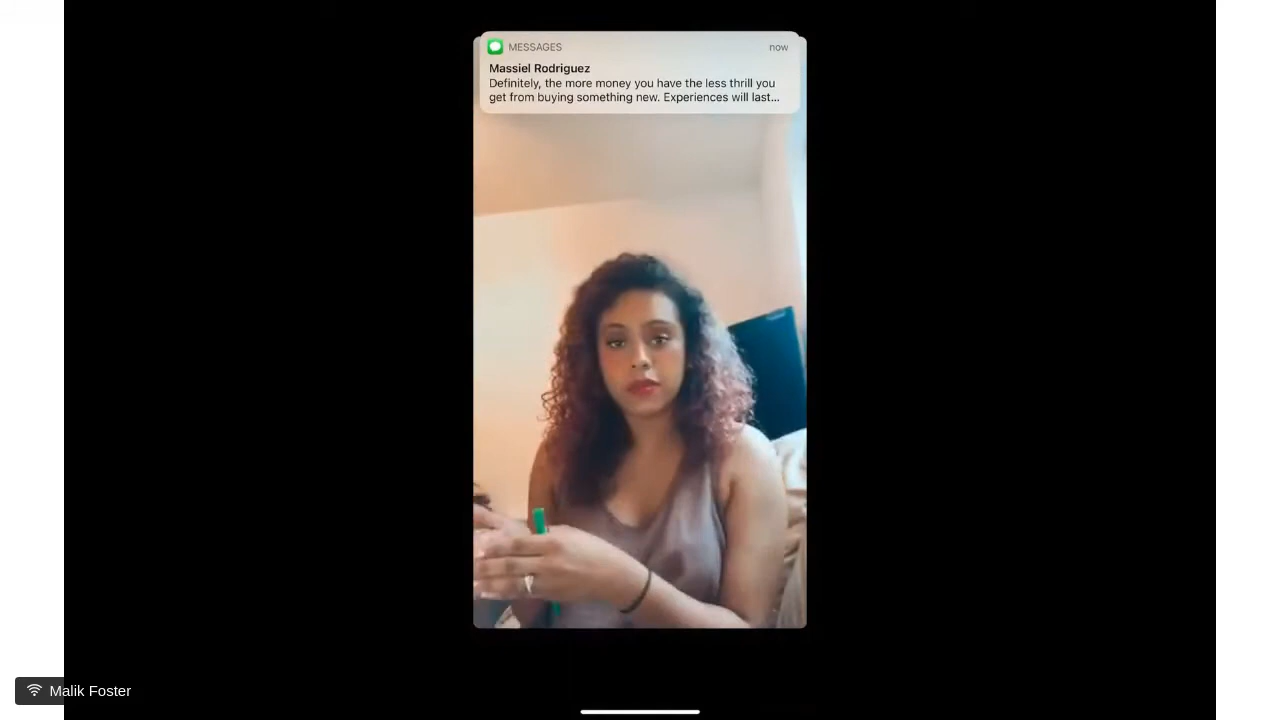 MESSAGES now
Massiel Rodriguez
Definitely, the more money you have the less thrill you
get from buying something new. Experiences will last...
Malik Foster